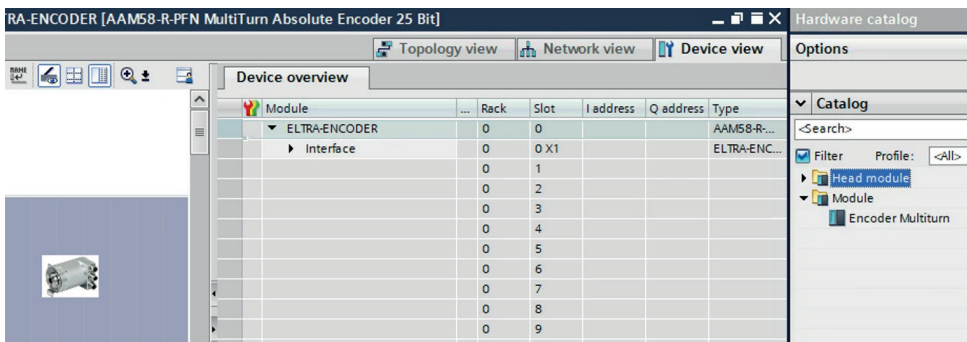 TRA-ENCODER [AAM58-R-PFN MultiTurn Absolute Encoder 25 Bit]
Hardware catalog
Topology view Network view Device view
Options
Device overview
Module ... Rack Slot I address Q address Type
Catalog
ELTRA-ENCODER 0 0 AAM58-R-...
<Search>
Interface 0 0 X1 ELTRA-ENC...
Filter Profile: <All>
0 1
Head module
0 2
Module
0 3
Encoder Multiturn
0 4
0 5
0 6
0 7
0 8
0 9